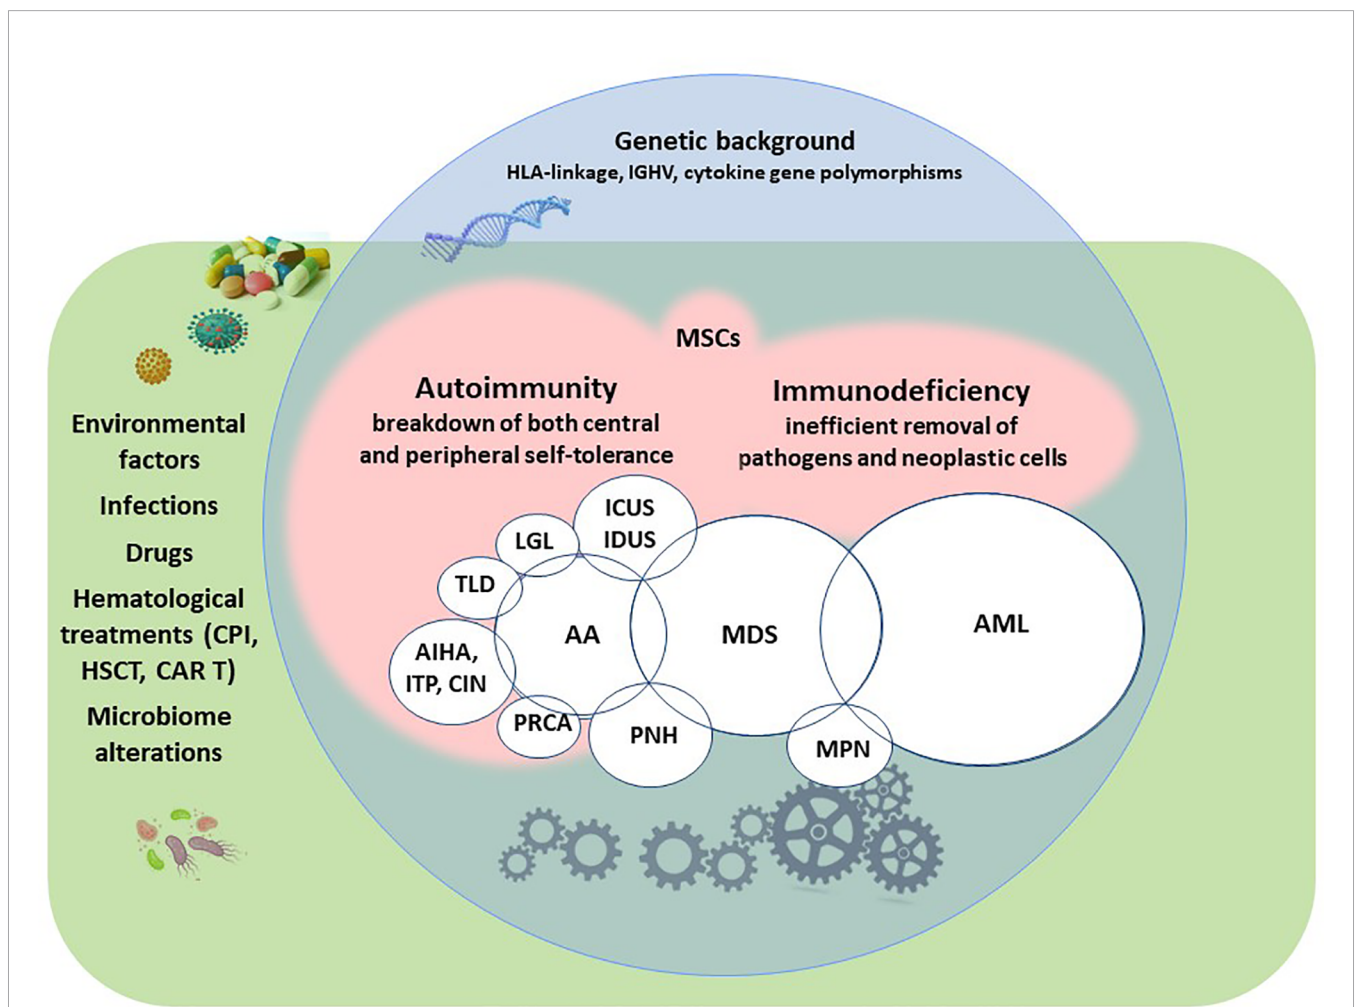 Genetic background
HLA-linkage, IGHV, cytokine gene polymorphisms
MSCs
Autoimmunity
breakdown of both central
and peripheral self-tolerance
Immunodeficiency
inefficient removal of
pathogens and neoplastic cells
Environmental
factors
Infections
Drugs
Hematological
treatments (CPI,
HSCT, CAR T)
Microbiome
alterations
ICUS
IDUS
LGL
TLD
AIHA,
ITP, CIN
PRCA
AA
PNH
MDS
MPN
AML